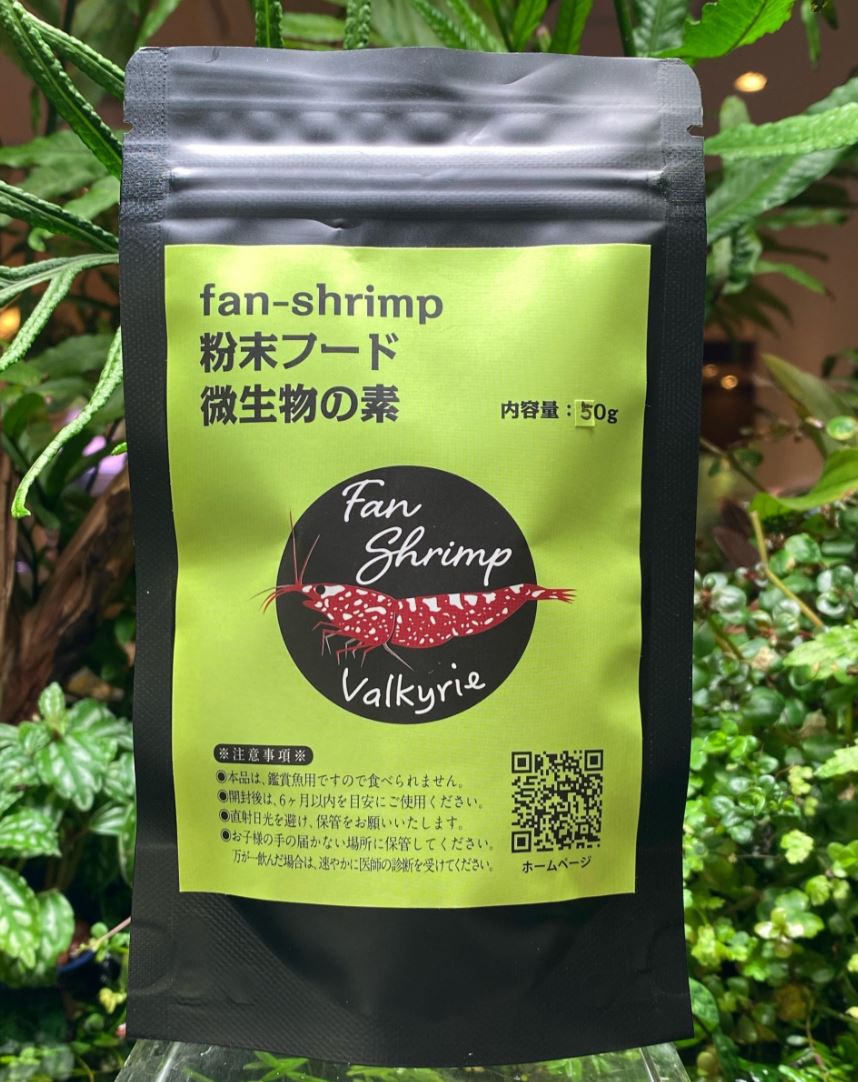 fan-shrimp
粉末フード
微生物の素
内容量：50g
Fan
Shrimp
Valkyrie
※注意事項※
◉本品は、鑑賞魚用ですので食べられません。
◉開封後は、6ヶ月以内を目安にご使用ください。
◉直射日光を避け、保管をお願いいたします。
◉お子様の手の届かない場所に保管してください。
万が一飲んだ場合は、速やかに医師の診断を受けてください。
ホームページ